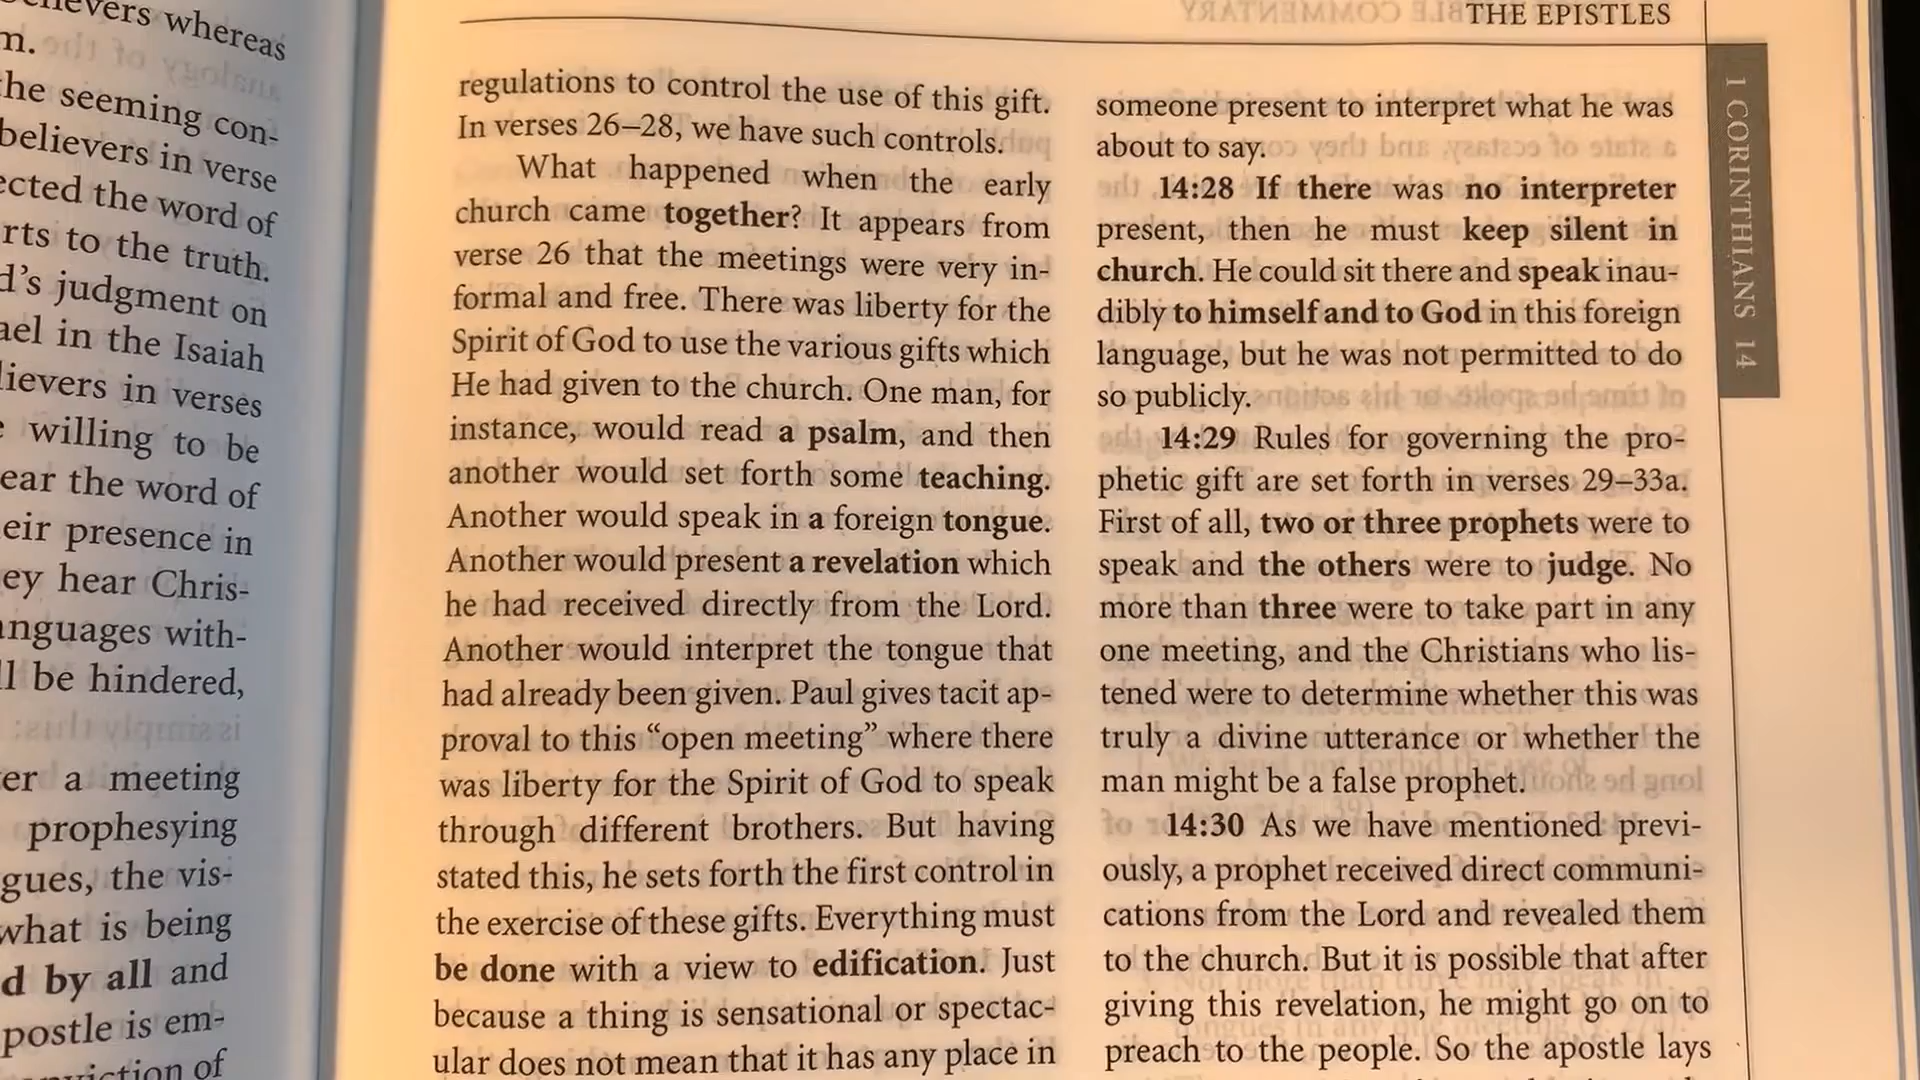 whereas
the seeming con-
believers in verse
the word of
to the truth.
judgment on
in the Isaiah
in verses
willing to be
the word of
presence in
hear Chris-
with-
be hindered,
a meeting
prophesying
the vis-
what is being
by all and
is em-
of
THE EPISTLES
regulations to control the use of this gift.
In verses 26–28, we have such controls.
What happened when the early
church came together? It appears from
verse 26 that the meetings were very in-
formal and free. There was liberty for the
Spirit of God to use the various gifts which
He had given to the church. One man, for
instance, would read a psalm, and then
another would set forth some teaching.
Another would speak in a foreign tongue.
Another would present a revelation which
he had received directly from the Lord.
Another would interpret the tongue that
had already been given. Paul gives tacit ap-
proval to this “open meeting” where there
was liberty for the Spirit of God to speak
through different brothers. But having
stated this, he sets forth the first control in
the exercise of these gifts. Everything must
be done with a view to edification. Just
because a thing is sensational or spectac-
ular does not mean that it has any place in
someone present to interpret what he was
about to say.
14:28 If there was no interpreter
present, then he must keep silent in
church. He could sit there and speak inau-
dibly to himself and to God in this foreign
language, but he was not permitted to do
so publicly.
14:29 Rules for governing the pro-
phetic gift are set forth in verses 29–33a.
First of all, two or three prophets were to
speak and the others were to judge. No
more than three were to take part in any
one meeting, and the Christians who lis-
tened were to determine whether this was
truly a divine utterance or whether the
man might be a false prophet.
14:30 As we have mentioned previ-
ously, a prophet received direct communi-
cations from the Lord and revealed them
to the church. But it is possible that after
giving this revelation, he might go on to
preach to the people. So the apostle lays
1 CORINTHIANS 14